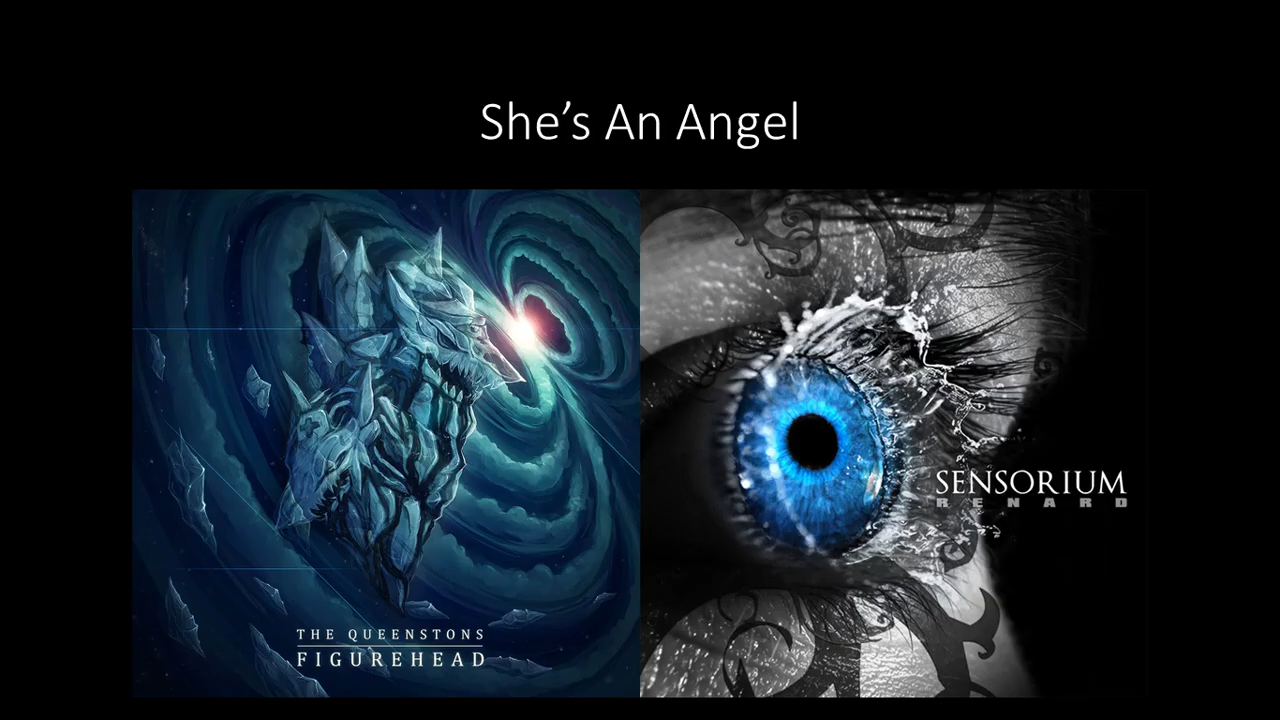 She’s An Angel
THE QUEENSTONS
FIGUREHEAD
SENSORIUM
RENARD